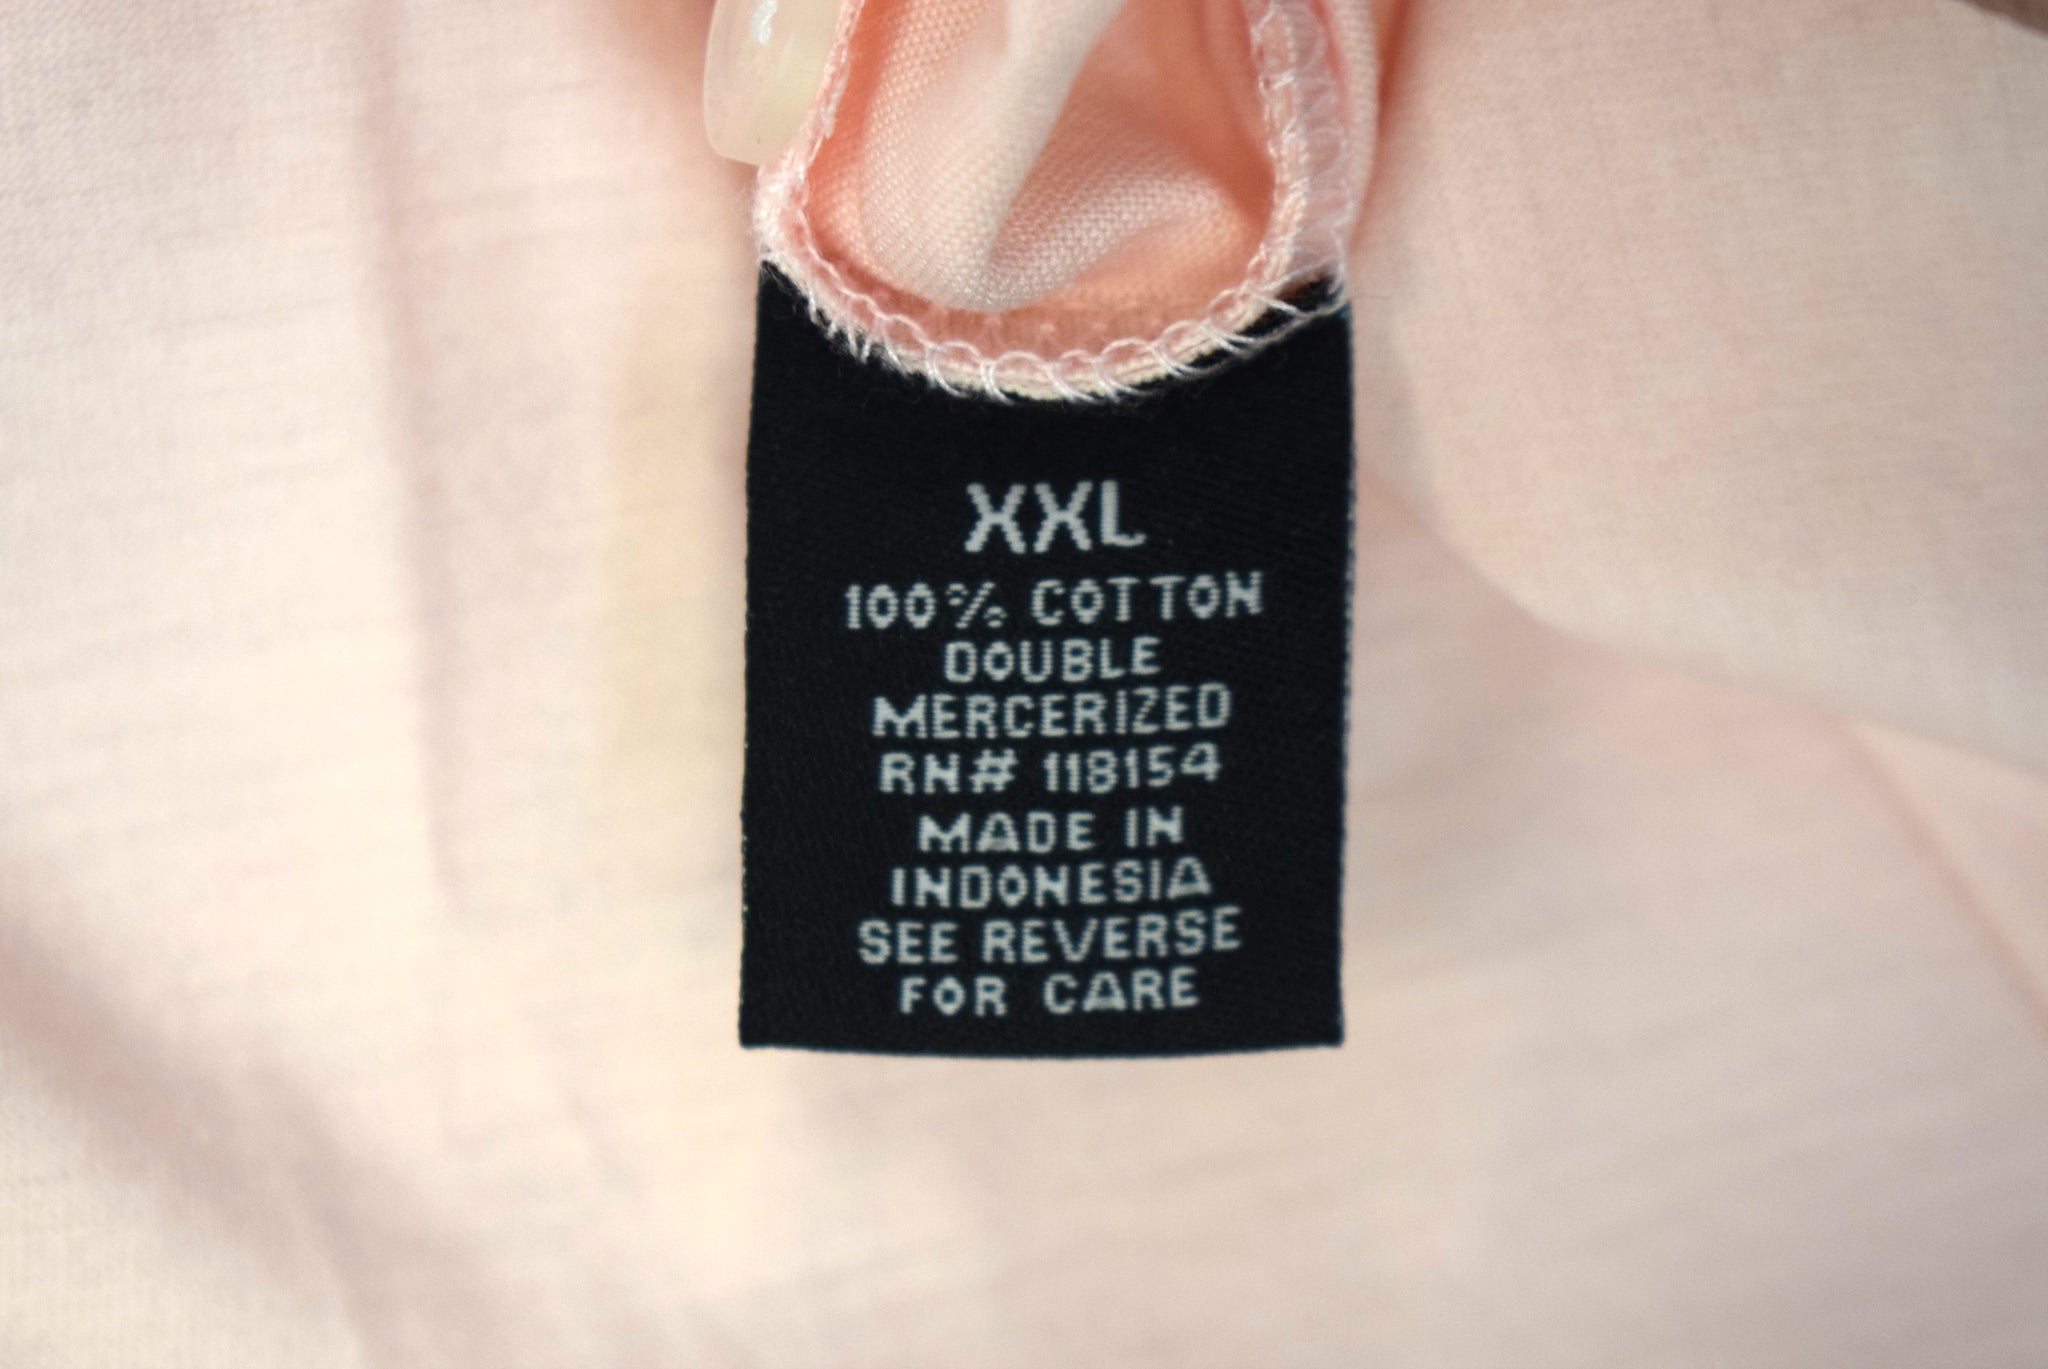 XXL
100% COTTON
DOUBLE
MERCERIZED
RN# 118154
MADE IN
INDONESIA
SEE REVERSE
FOR CARE